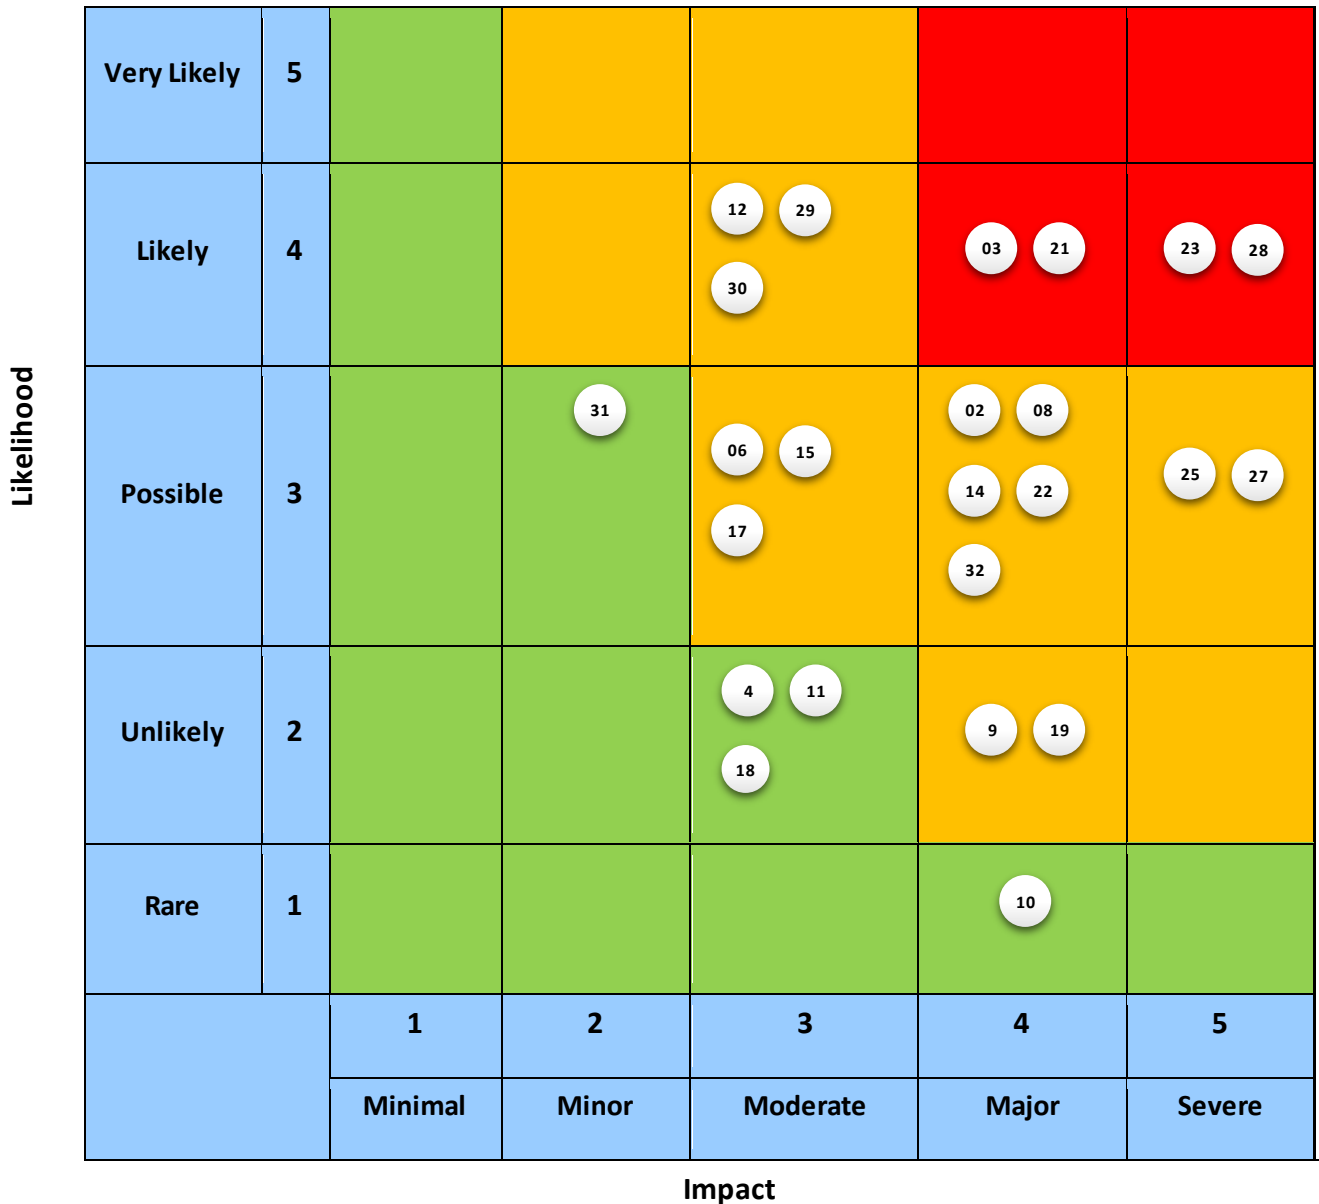 Very Likely 5
12 29
Likely 4 03 21 23 28
30
Likelihood
31 02 08
06 15 25 27
Possible 3 14 22
17
32
4 11
Unlikely 2 9 19
18
Rare 1 10
1 2 3 4 5
Minimal Minor Moderate Major Severe
Impact